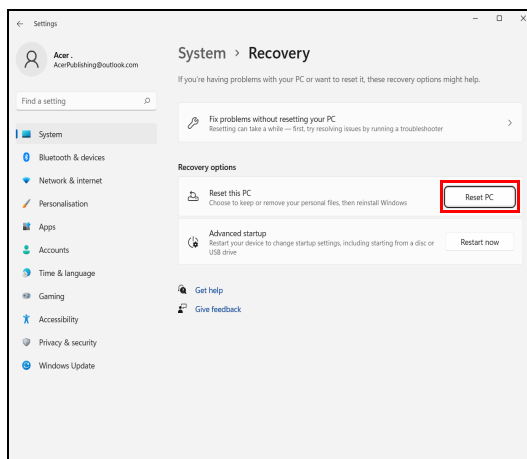 Settings
Acer .
AcerPublishing@outlook.com
Find a setting
System
Bluetooth & devices
Network & internet
Personalisation
Apps
Accounts
Time & language
Gaming
Accessibility
Privacy & security
Windows Update
System > Recovery
If you're having problems with your PC or want to reset it, these recovery options might help.
Fix problems without resetting your PC
Resetting can take a while — first, try resolving issues by running a troubleshooter
Recovery options
Reset this PC
Choose to keep or remove your personal files, then reinstall Windows
Reset PC
Advanced startup
Restart your device to change startup settings, including starting from a disc or
USB drive
Restart now
Get help
Give feedback